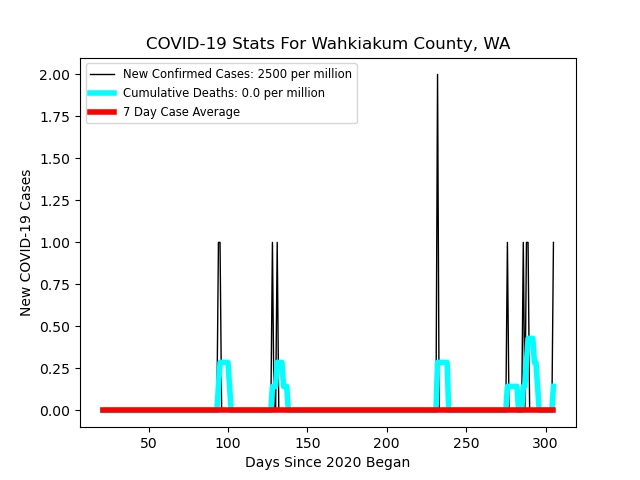 COVID-19 Stats For Wahkiakum County, WA
New Confirmed Cases: 2500 per million
Cumulative Deaths: 0.0 per million
7 Day Case Average
New COVID-19 Cases
2.00
1.75
1.50
1.25
1.00
0.75
0.50
0.25
0.00
50 100 150 200 250 300
Days Since 2020 Began